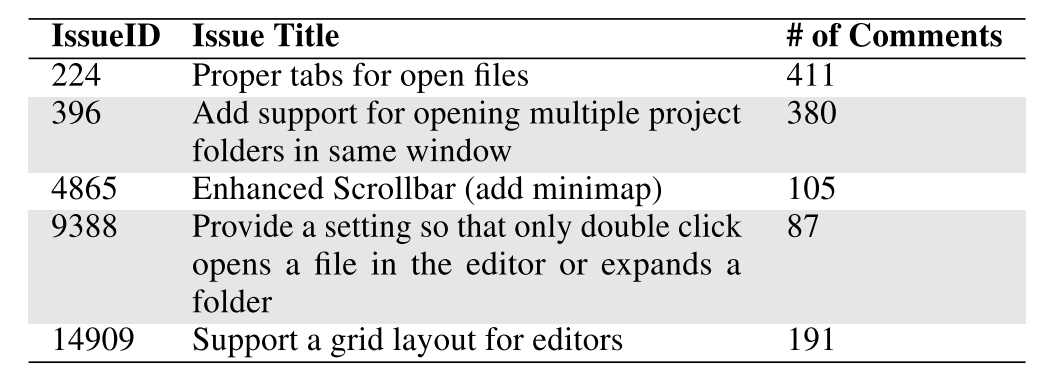 IssueID Issue Title # of Comments
224 Proper tabs for open files 411
396 Add support for opening multiple project 380
folders in same window
4865 Enhanced Scrollbar (add minimap) 105
9388 Provide a setting so that only double click 87
opens a file in the editor or expands a
folder
14909 Support a grid layout for editors 191